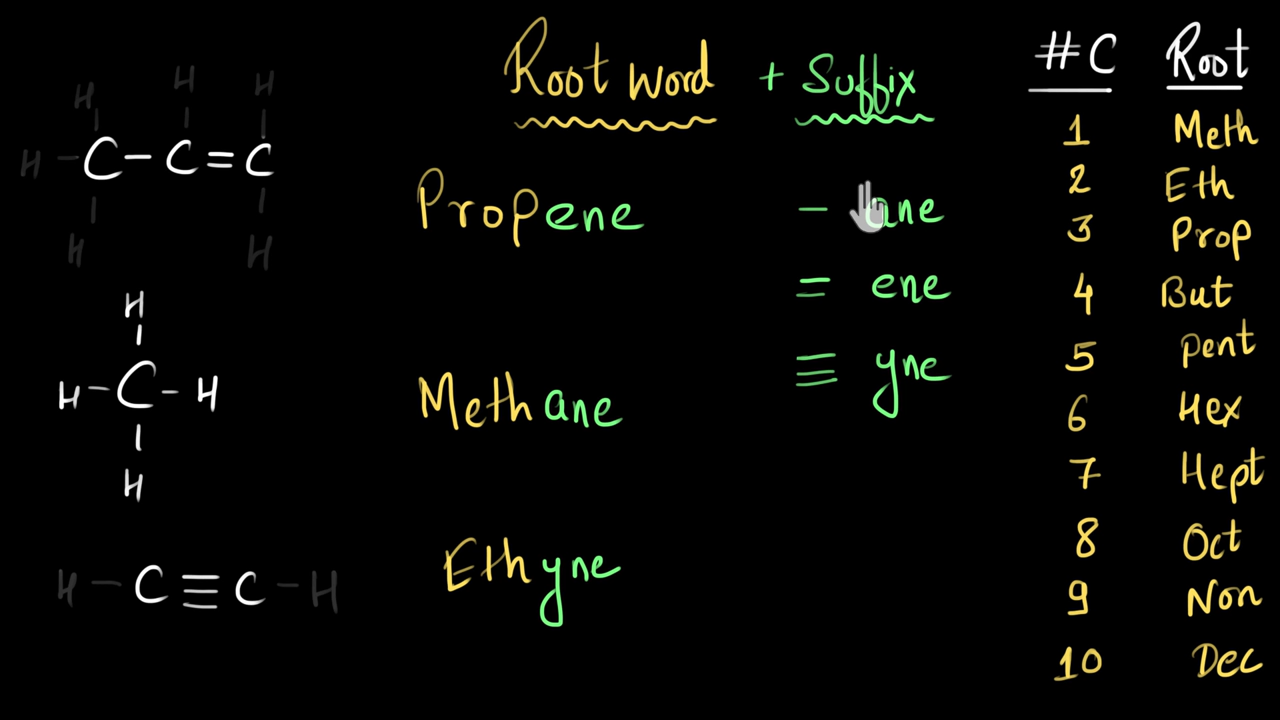 Root word + Suffix
#C Root
1 Meth
2 Eth
3 Prop
4 But
5 Pent
6 Hex
7 Hept
8 Oct
9 Non
10 Dec
H H H
H - C - C = C
H H
Propene
- ane
= ene
≡ yne
H
H - C - H
H
Methane
H - C ≡ C - H
Ethyne